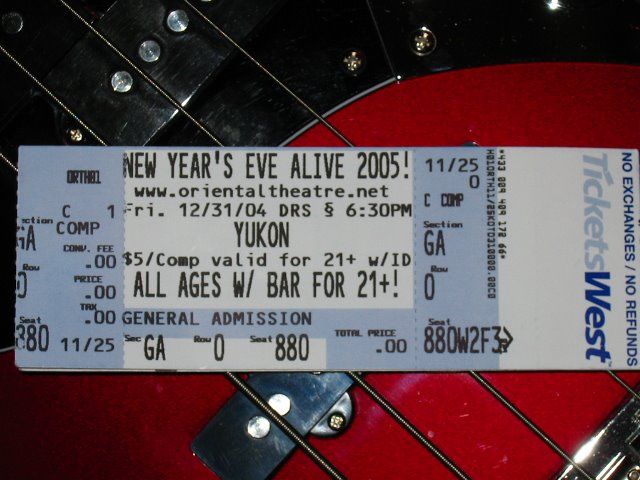 ORTH01
C 1
COMP
CONV. FEE
.00
PRICE
.00
TAX
.00
11/25
Section
GA
Row
0
Seat
880
NEW YEAR'S EVE ALIVE 2005!
www.orientaltheatre.net
Fri. 12/31/04 DRS @ 6:30PM
YUKON
$5/Comp valid for 21+ w/ID
ALL AGES W/ BAR FOR 21+!
GENERAL ADMISSION
TOTAL PRICE
.00
Sec GA Row 0 Seat 880
11/25
0
C COMP
Section
GA
Row
0
Seat
880W2F3
TicketsWest
NO EXCHANGES / NO REFUNDS